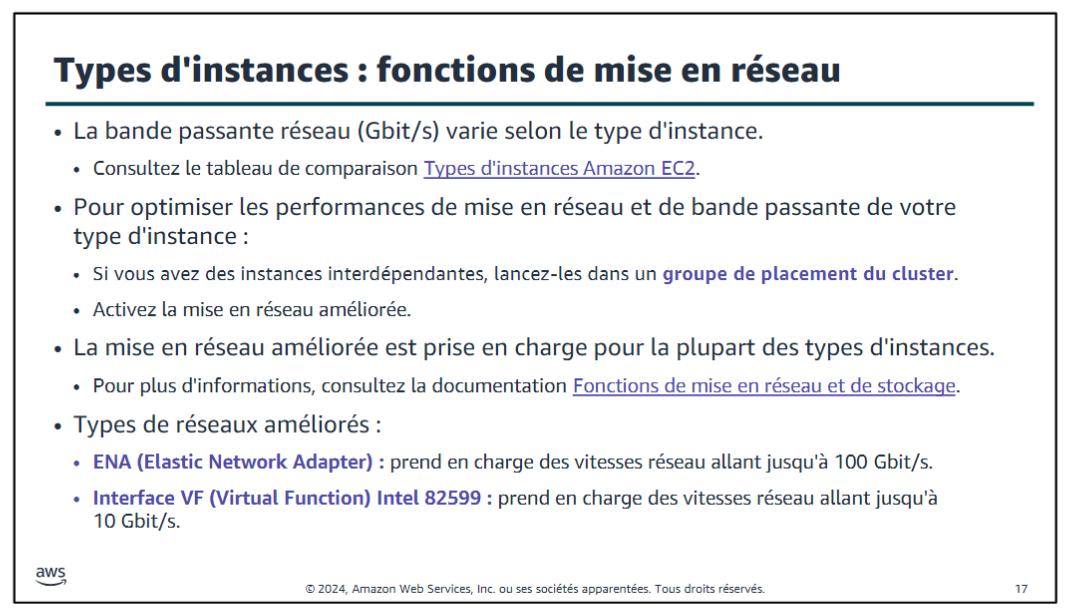 Types d'instances : fonctions de mise en réseau
• La bande passante réseau (Gbit/s) varie selon le type d'instance.
• Consultez le tableau de comparaison Types d'instances Amazon EC2.
• Pour optimiser les performances de mise en réseau et de bande passante de votre
type d'instance :
• Si vous avez des instances interdépendantes, lancez-les dans un groupe de placement du cluster.
• Activez la mise en réseau améliorée.
• La mise en réseau améliorée est prise en charge pour la plupart des types d'instances.
• Pour plus d'informations, consultez la documentation Fonctions de mise en réseau et de stockage.
• Types de réseaux améliorés :
• ENA (Elastic Network Adapter) : prend en charge des vitesses réseau allant jusqu'à 100 Gbit/s.
• Interface VF (Virtual Function) Intel 82599 : prend en charge des vitesses réseau allant jusqu'à
10 Gbit/s.
aws
© 2024, Amazon Web Services, Inc. ou ses sociétés apparentées. Tous droits réservés.
17